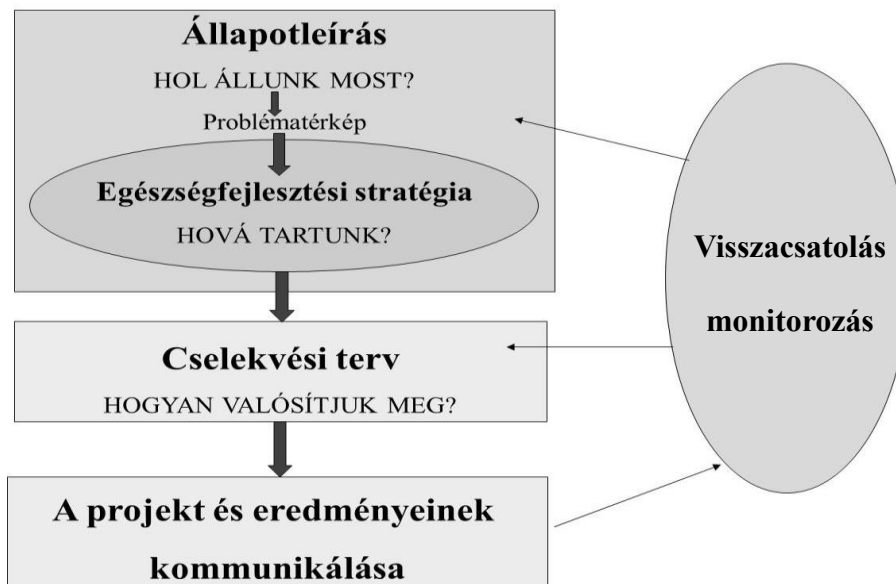 Állapotleírás
HOL ÁLLUNK MOST?
Problématérkép
Egészségfejlesztési stratégia
HOVÁ TARTUNK?
Cselekvési terv
HOGYAN VALÓSÍTJUK MEG?
A projekt és eredményeinek
kommunikálása
Visszacsatolás
monitorozás